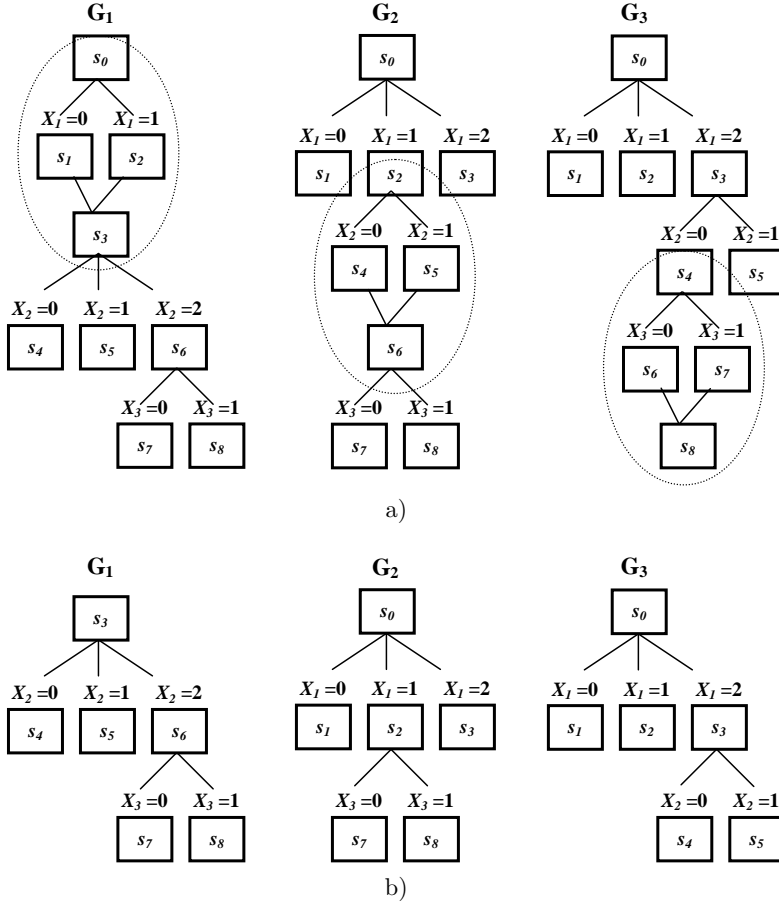 G₁ G₂ G₃
s₀ s₀ s₀
X₁=0 X₁=1 X₁=0 X₁=1 X₁=2 X₁=0 X₁=1 X₁=2
s₁ s₂ s₁ s₂ s₃ s₁ s₂ s₃
s₃ X₂=0 X₂=1 X₂=0 X₂=1
s₄ s₅ s₄ s₅
X₂=0 X₂=1 X₂=2 X₃=0 X₃=1
s₄ s₅ s₆ s₆ s₆ s₇
X₃=0 X₃=1 X₃=0 X₃=1
s₇ s₈ s₇ s₈ s₈
a)
G₁ G₂ G₃
s₃ s₀ s₀
X₂=0 X₂=1 X₂=2 X₁=0 X₁=1 X₁=2 X₁=0 X₁=1 X₁=2
s₄ s₅ s₆ s₁ s₂ s₃ s₁ s₂ s₃
X₃=0 X₃=1 X₃=0 X₃=1 X₂=0 X₂=1
s₇ s₈ s₇ s₈ s₄ s₅
b)